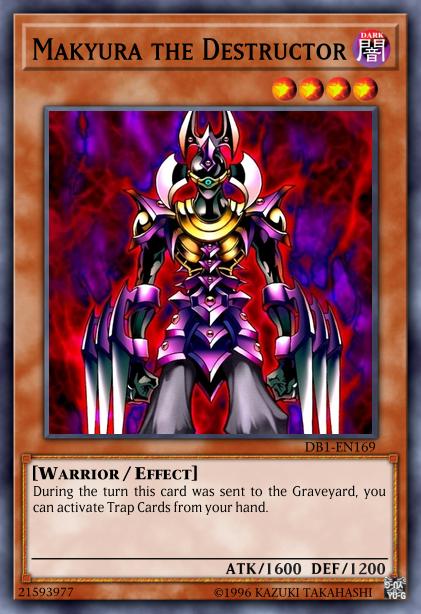 Makyura the Destructor
DARK
闇
DB1-EN169
[Warrior / Effect]
During the turn this card was sent to the Graveyard, you
can activate Trap Cards from your hand.
ATK/1600 DEF/1200
21593977
©1996 KAZUKI TAKAHASHI